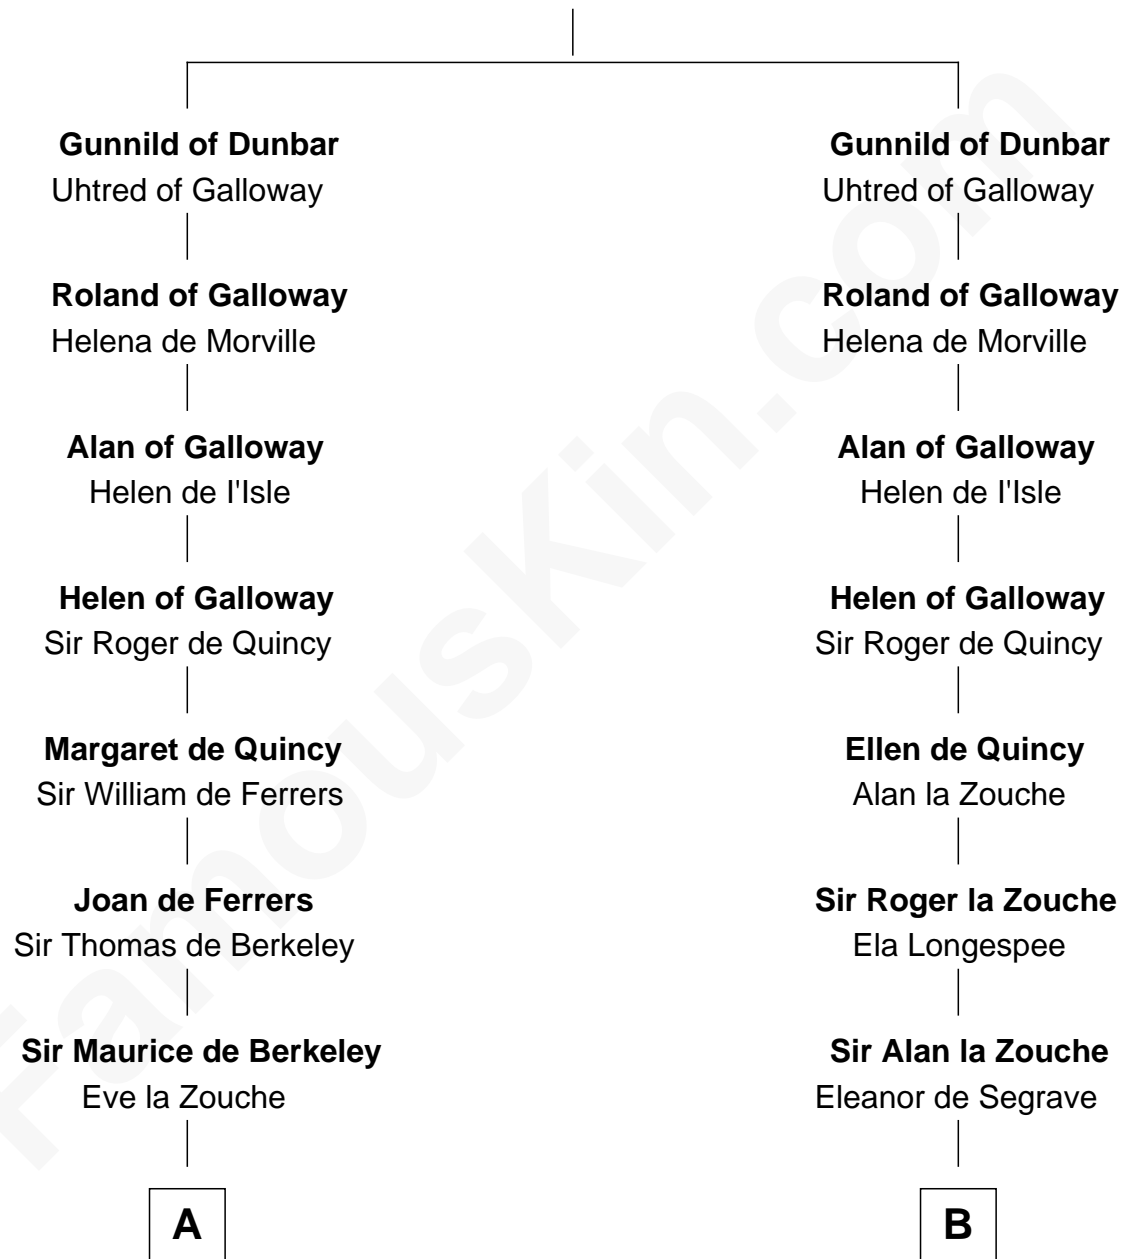 Gunnild of Dunbar
Uhtred of Galloway
Gunnild of Dunbar
Uhtred of Galloway
Roland of Galloway
Helena de Morville
Roland of Galloway
Helena de Morville
Alan of Galloway
Helen de I'Isle
Alan of Galloway
Helen de I'Isle
Helen of Galloway
Sir Roger de Quincy
Helen of Galloway
Sir Roger de Quincy
Margaret de Quincy
Sir William de Ferrers
Ellen de Quincy
Alan la Zouche
Joan de Ferrers
Sir Thomas de Berkeley
Sir Roger la Zouche
Ela Longespee
Sir Maurice de Berkeley
Eve la Zouche
Sir Alan la Zouche
Eleanor de Segrave
A
B
FamousKin.com